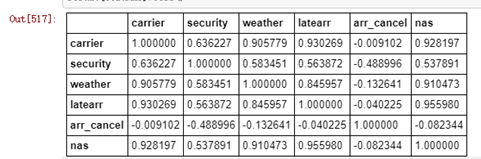 Out[517]:
carrier security weather latearr arr_cancel nas
carrier 1.000000 0.636227 0.905779 0.930269 -0.009102 0.928197
security 0.636227 1.000000 0.583451 0.563872 -0.488996 0.537891
weather 0.905779 0.583451 1.000000 0.845957 -0.132641 0.910473
latearr 0.930269 0.563872 0.845957 1.000000 -0.040225 0.955980
arr_cancel -0.009102 -0.488996 -0.132641 -0.040225 1.000000 -0.082344
nas 0.928197 0.537891 0.910473 0.955980 -0.082344 1.000000